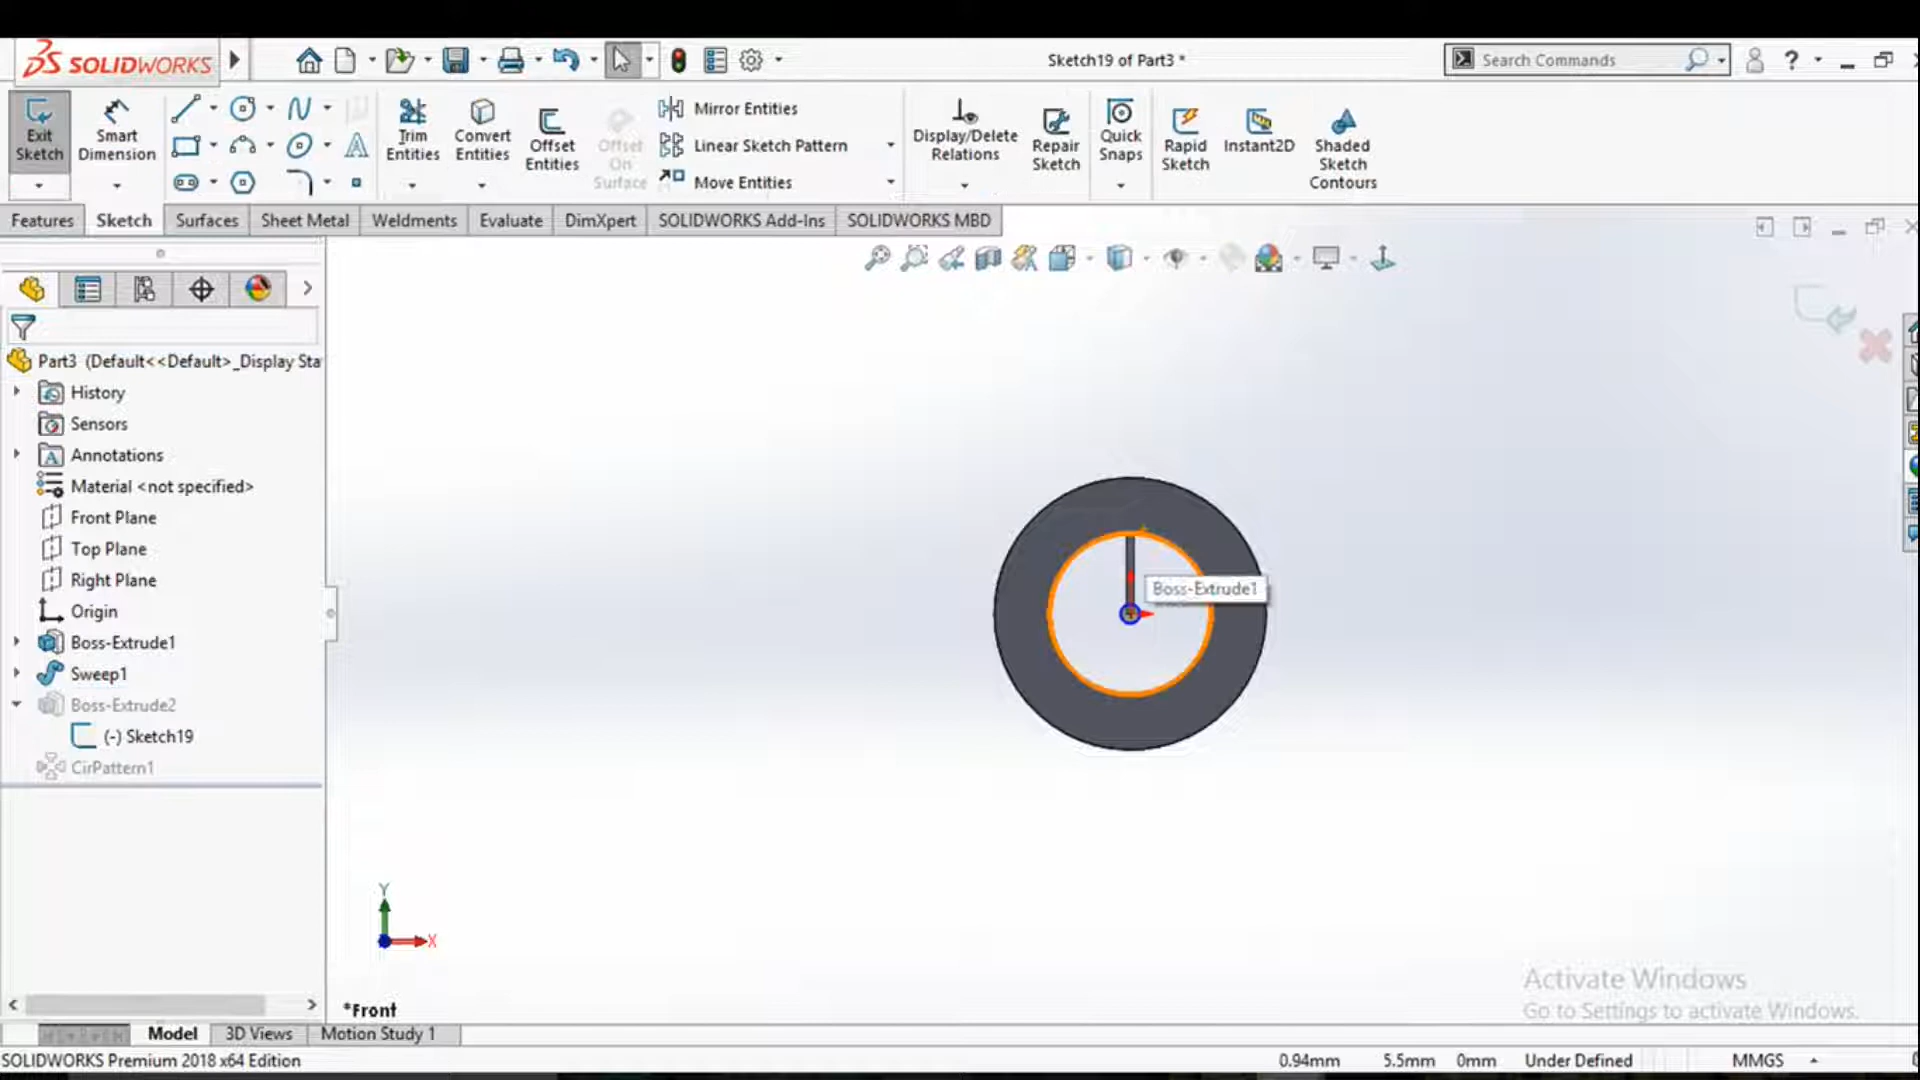 SOLIDWORKS
Sketch19 of Part3 *
Search Commands
?
Exit Sketch
Smart Dimension
Trim Entities
Convert Entities
Offset Entities
Offset On Surface
Mirror Entities
Linear Sketch Pattern
Move Entities
Display/Delete Relations
Repair Sketch
Quick Snaps
Rapid Sketch
Instant2D
Shaded Sketch Contours
Features Sketch Surfaces Sheet Metal Weldments Evaluate DimXpert SOLIDWORKS Add-Ins SOLIDWORKS MBD
Part3 (Default<<Default>_Display Sta
History
Sensors
Annotations
Material <not specified>
Front Plane
Top Plane
Right Plane
Origin
Boss-Extrude1
Sweep1
Boss-Extrude2
(-) Sketch19
CirPattern1
Boss-Extrude1
Y
X
*Front
Activate Windows
Go to Settings to activate Windows.
Model 3D Views Motion Study 1
SOLIDWORKS Premium 2018 x64 Edition
0.94mm 5.5mm 0mm Under Defined MMGS